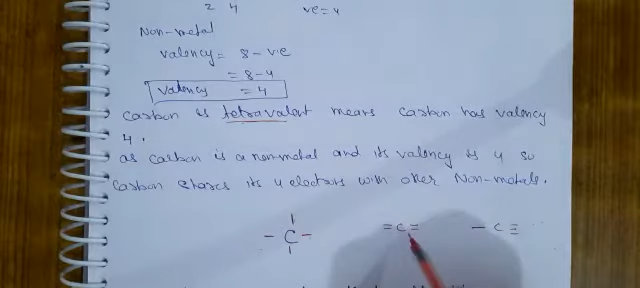 2 4 ve=4
Non-metal
valency = 8 - ve
= 8-4
valency = 4
carbon is tetravalent means carbon has valency
4.
as carbon is a non-metal and its valency is 4 so
carbon shares its 4 electrons with other Non-metals.
- C - =C= - C ≡